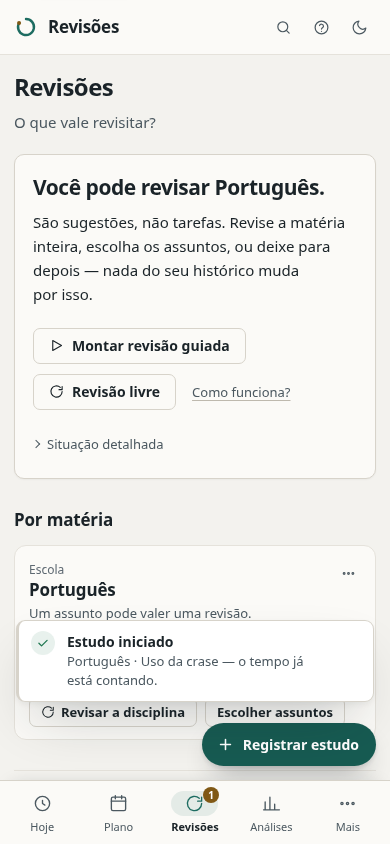 Revisões
Revisões
O que vale revisitar?
Você pode revisar Português.
São sugestões, não tarefas. Revise a matéria
inteira, escolha os assuntos, ou deixe para
depois — nada do seu histórico muda
por isso.
Montar revisão guiada
Revisão livre
Como funciona?
Situação detalhada
Por matéria
Escola
Português
Um assunto pode valer uma revisão.
Estudo iniciado
Português · Uso da crase — o tempo já
está contando.
Revisar a disciplina
Escolher assuntos
Registrar estudo
1
Hoje
Plano
Revisões
Análises
Mais